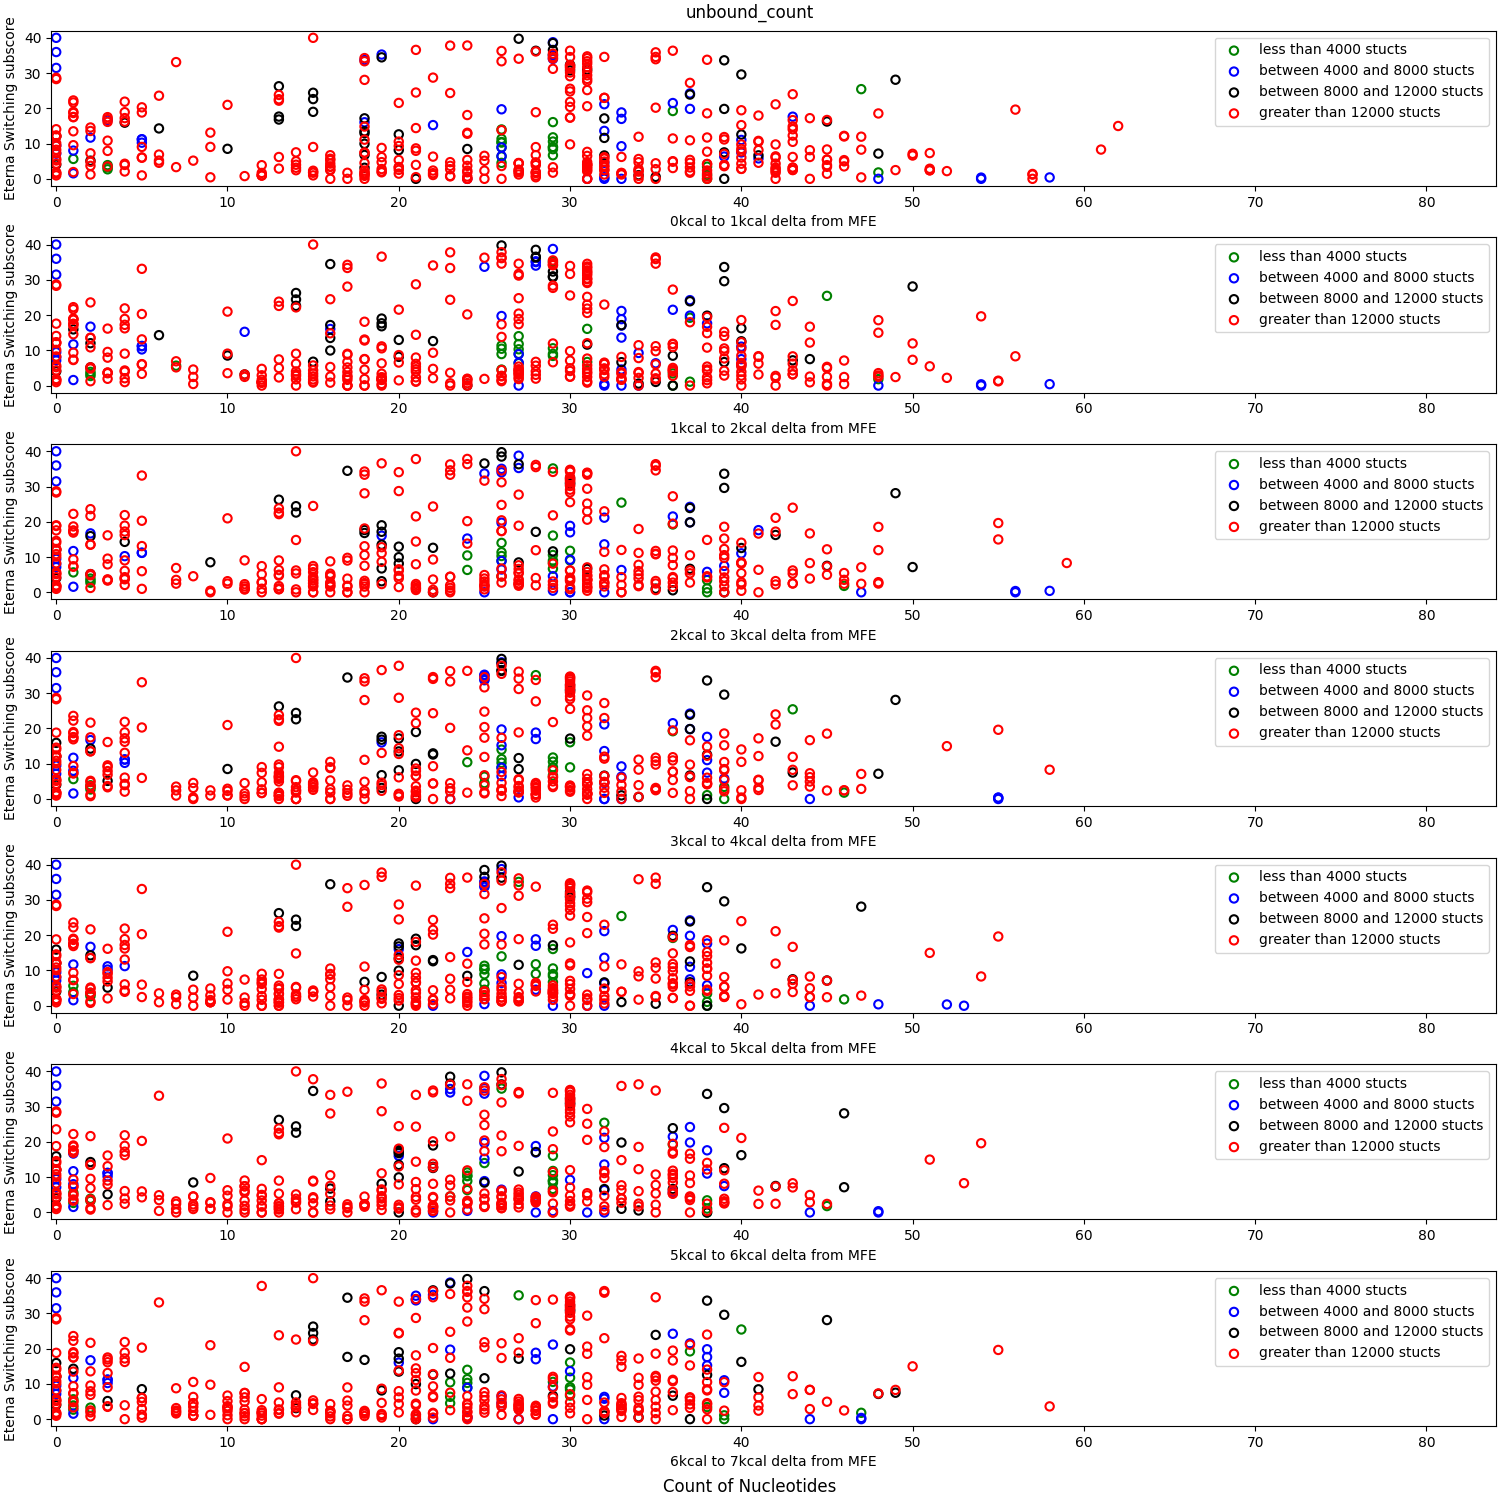 unbound_count
Eterna Switching subscore
40
30
20
10
0
less than 4000 stucts
between 4000 and 8000 stucts
between 8000 and 12000 stucts
greater than 12000 stucts
0 10 20 30 40 50 60 70 80
0kcal to 1kcal delta from MFE
Eterna Switching subscore
40
30
20
10
0
less than 4000 stucts
between 4000 and 8000 stucts
between 8000 and 12000 stucts
greater than 12000 stucts
0 10 20 30 40 50 60 70 80
1kcal to 2kcal delta from MFE
Eterna Switching subscore
40
30
20
10
0
less than 4000 stucts
between 4000 and 8000 stucts
between 8000 and 12000 stucts
greater than 12000 stucts
0 10 20 30 40 50 60 70 80
2kcal to 3kcal delta from MFE
Eterna Switching subscore
40
30
20
10
0
less than 4000 stucts
between 4000 and 8000 stucts
between 8000 and 12000 stucts
greater than 12000 stucts
0 10 20 30 40 50 60 70 80
3kcal to 4kcal delta from MFE
Eterna Switching subscore
40
30
20
10
0
less than 4000 stucts
between 4000 and 8000 stucts
between 8000 and 12000 stucts
greater than 12000 stucts
0 10 20 30 40 50 60 70 80
4kcal to 5kcal delta from MFE
Eterna Switching subscore
40
30
20
10
0
less than 4000 stucts
between 4000 and 8000 stucts
between 8000 and 12000 stucts
greater than 12000 stucts
0 10 20 30 40 50 60 70 80
5kcal to 6kcal delta from MFE
Eterna Switching subscore
40
30
20
10
0
less than 4000 stucts
between 4000 and 8000 stucts
between 8000 and 12000 stucts
greater than 12000 stucts
0 10 20 30 40 50 60 70 80
6kcal to 7kcal delta from MFE
Count of Nucleotides